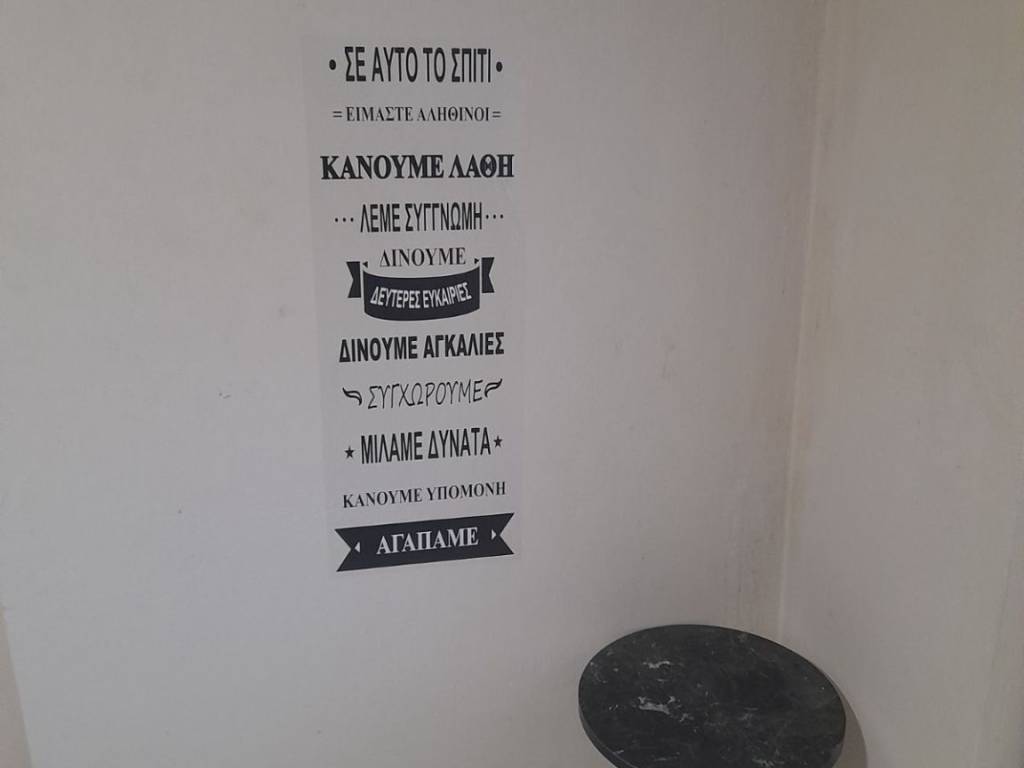 • ΣΕ ΑΥΤΟ ΤΟ ΣΠΙΤΙ •
= ΕΙΜΑΣΤΕ ΑΛΗΘΙΝΟΙ =
ΚΑΝΟΥΜΕ ΛΑΘΗ
··· ΛΕΜΕ ΣΥΓΓΝΩΜΗ ···
ΔΙΝΟΥΜΕ
ΔΕΥΤΕΡΕΣ ΕΥΚΑΙΡΙΕΣ
ΔΙΝΟΥΜΕ ΑΓΚΑΛΙΕΣ
ΣΥΓΧΩΡΟΥΜΕ
★ ΜΙΛΑΜΕ ΔΥΝΑΤΑ ★
ΚΑΝΟΥΜΕ ΥΠΟΜΟΝΗ
ΑΓΑΠΑΜΕ